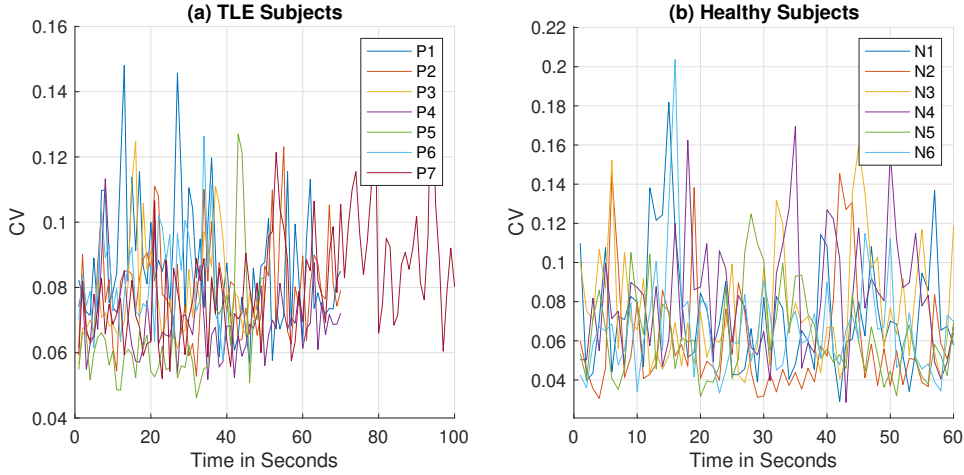 (a) TLE Subjects
0.16
0.14
0.12
0.1
0.08
0.06
0.04
CV
0
20
40
60
80
100
Time in Seconds
P1
P2
P3
P4
P5
P6
P7
(b) Healthy Subjects
0.22
0.2
0.18
0.16
0.14
0.12
0.1
0.08
0.06
0.04
0.02
CV
0
10
20
30
40
50
60
Time in Seconds
N1
N2
N3
N4
N5
N6